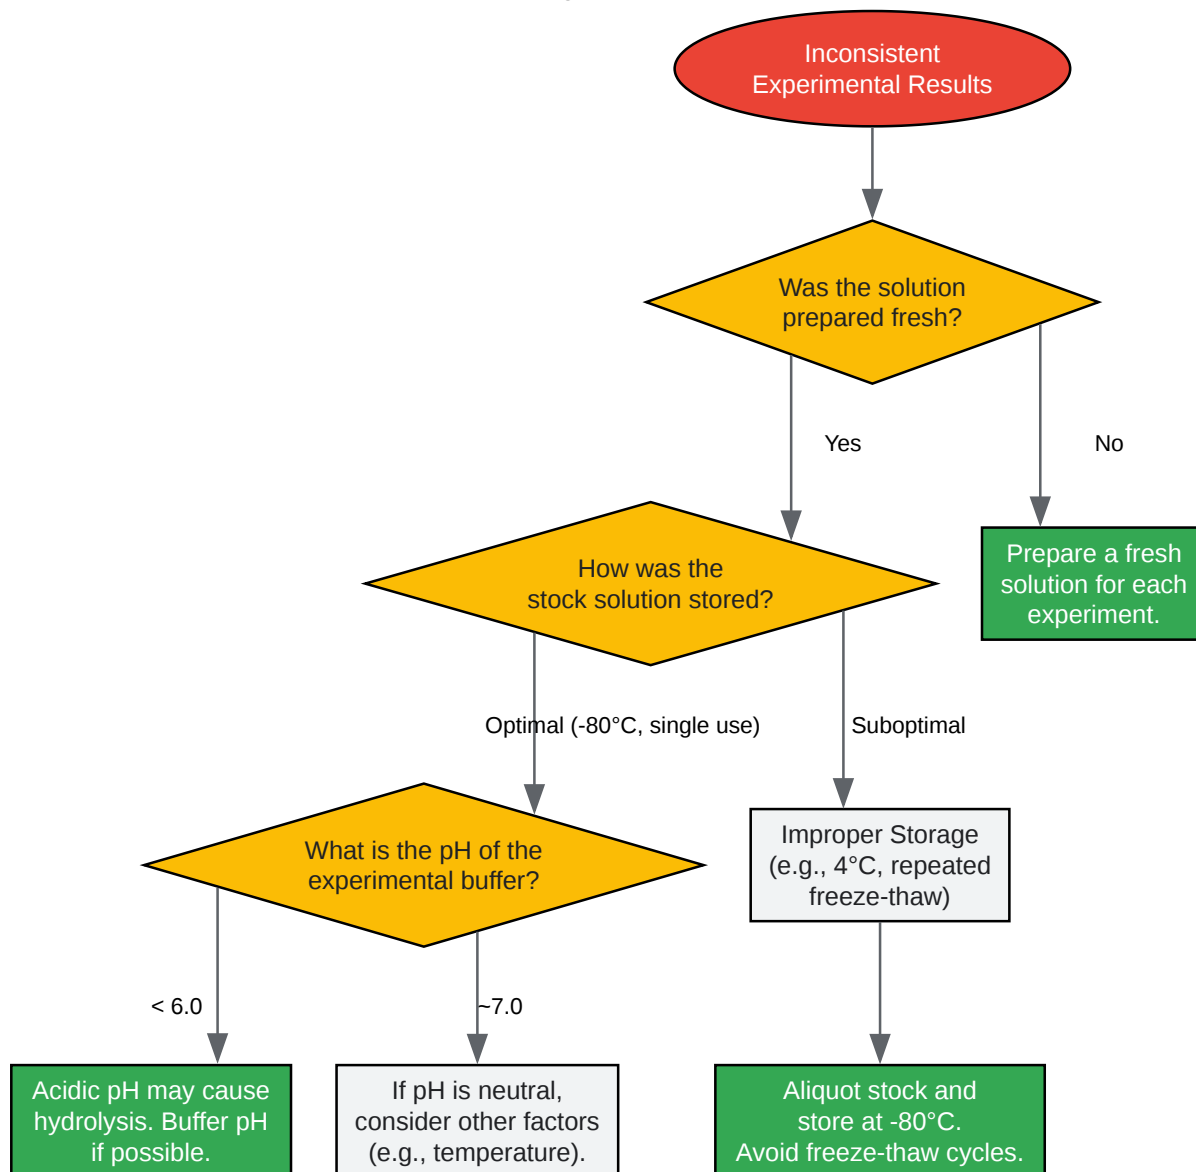 Inconsistent
Experimental Results
Was the solution
prepared fresh?
Yes
No
How was the
stock solution stored?
Prepare a fresh
solution for each
experiment.
Optimal (-80°C, single use)
Suboptimal
What is the pH of the
experimental buffer?
Improper Storage
(e.g., 4°C, repeated
freeze-thaw)
< 6.0
~7.0
Acidic pH may cause
hydrolysis. Buffer pH
if possible.
If pH is neutral,
consider other factors
(e.g., temperature).
Aliquot stock and
store at -80°C.
Avoid freeze-thaw cycles.